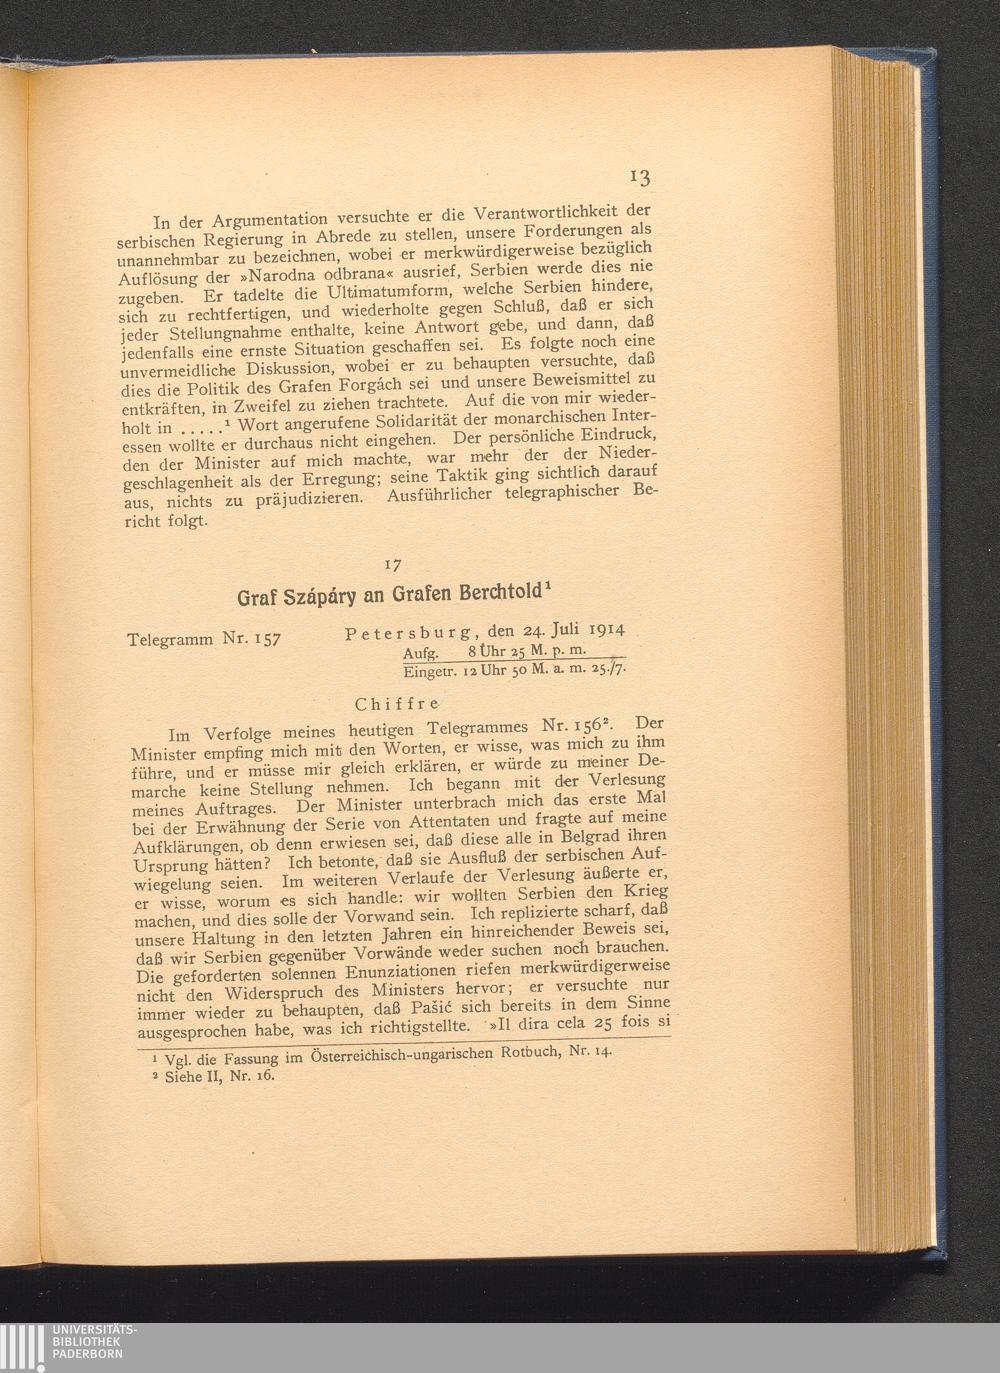 13
In der Argumentation versuchte er die Verantwortlichkeit der
serbischen Regierung in Abrede zu stellen, unsere Forderungen als
unannehmbar zu bezeichnen, wobei er merkwürdigerweise bezüglich
Auflösung der »Narodna odbrana« ausrief, Serbien werde dies nie
zugeben. Er tadelte die Ultimatumform, welche Serbien hindere,
sich zu rechtfertigen, und wiederholte gegen Schluß, daß er sich
jeder Stellungnahme enthalte, keine Antwort gebe, und dann, daß
jedenfalls eine ernste Situation geschaffen sei. Es folgte noch eine
unvermeidliche Diskussion, wobei er zu behaupten versuchte, daß
dies die Politik des Grafen Forgách sei und unsere Beweismittel zu
entkräften, in Zweifel zu ziehen trachtete. Auf die von mir wieder-
holt in .....¹ Wort angerufene Solidarität der monarchischen Inter-
essen wollte er durchaus nicht eingehen. Der persönliche Eindruck,
den der Minister auf mich machte, war mehr der der Nieder-
geschlagenheit als der Erregung; seine Taktik ging sichtlich darauf
aus, nichts zu präjudizieren. Ausführlicher telegraphischer Be-
richt folgt.
17
Graf Szápáry an Grafen Berchtold¹
Telegramm Nr. 157 Petersburg, den 24. Juli 1914
Aufg. 8 Uhr 25 M. p. m.
Eingetr. 12 Uhr 50 M. a. m. 25./7.
Chiffre
Im Verfolge meines heutigen Telegrammes Nr. 156². Der
Minister empfing mich mit den Worten, er wisse, was mich zu ihm
führe, und er müsse mir gleich erklären, er würde zu meiner De-
marche keine Stellung nehmen. Ich begann mit der Verlesung
meines Auftrages. Der Minister unterbrach mich das erste Mal
bei der Erwähnung der Serie von Attentaten und fragte auf meine
Aufklärungen, ob denn erwiesen sei, daß diese alle in Belgrad ihren
Ursprung hätten? Ich betonte, daß sie Ausfluß der serbischen Auf-
wiegelung seien. Im weiteren Verlaufe der Verlesung äußerte er,
er wisse, worum es sich handle: wir wollten Serbien den Krieg
machen, und dies solle der Vorwand sein. Ich replizierte scharf, daß
unsere Haltung in den letzten Jahren ein hinreichender Beweis sei,
daß wir Serbien gegenüber Vorwände weder suchen noch brauchen.
Die geforderten solennen Enunziationen riefen merkwürdigerweise
nicht den Widerspruch des Ministers hervor; er versuchte nur
immer wieder zu behaupten, daß Pašić sich bereits in dem Sinne
ausgesprochen habe, was ich richtigstellte. »Il dira cela 25 fois si
¹ Vgl. die Fassung im Österreichisch-ungarischen Rotbuch, Nr. 14.
² Siehe II, Nr. 16.
UNIVERSITÄTS-
BIBLIOTHEK
PADERBORN